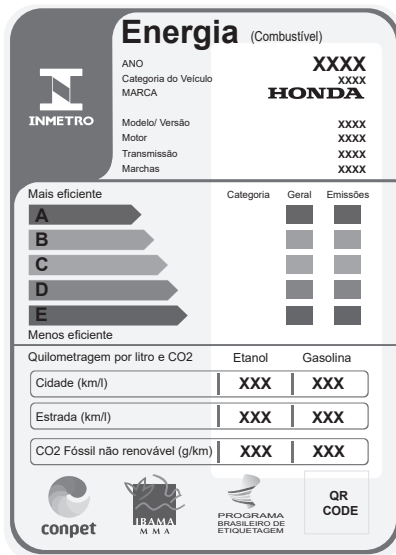 Energia (Combustível)
ANO XXXX
Categoria do Veículo XXXX
MARCA HONDA
INMETRO
Modelo/ Versão XXXX
Motor XXXX
Transmissão XXXX
Marchas XXXX
Mais eficiente Categoria Geral Emissões
A
B
C
D
E
Menos eficiente
Quilometragem por litro e CO2 Etanol Gasolina
Cidade (km/l) XXX XXX
Estrada (km/l) XXX XXX
CO2 Fóssil não renovável (g/km) XXX XXX
conpet
IBAMA
M M A
PROGRAMA
BRASILEIRO DE
ETIQUETAGEM
QR
CODE